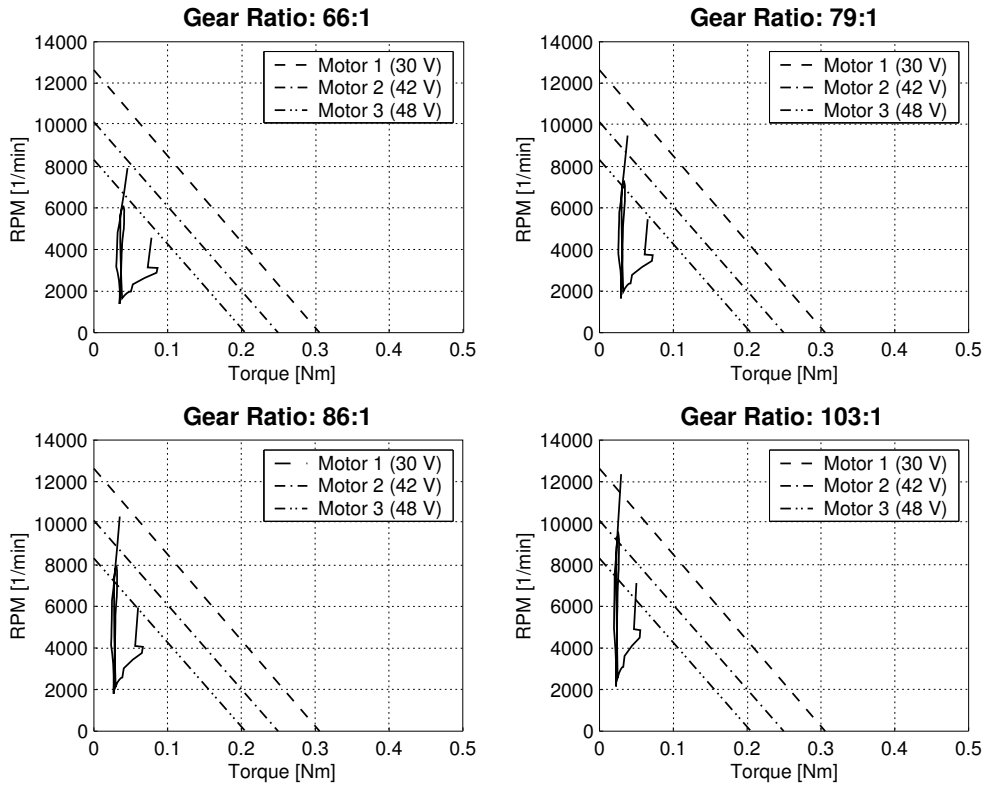 Gear Ratio: 66:1
14000
12000
10000
8000
6000
4000
2000
0
RPM [1/min]
Motor 1 (30 V)
Motor 2 (42 V)
Motor 3 (48 V)
0 0.1 0.2 0.3 0.4 0.5
Torque [Nm]
Gear Ratio: 79:1
14000
12000
10000
8000
6000
4000
2000
0
RPM [1/min]
Motor 1 (30 V)
Motor 2 (42 V)
Motor 3 (48 V)
0 0.1 0.2 0.3 0.4 0.5
Torque [Nm]
Gear Ratio: 86:1
14000
12000
10000
8000
6000
4000
2000
0
RPM [1/min]
Motor 1 (30 V)
Motor 2 (42 V)
Motor 3 (48 V)
0 0.1 0.2 0.3 0.4 0.5
Torque [Nm]
Gear Ratio: 103:1
14000
12000
10000
8000
6000
4000
2000
0
RPM [1/min]
Motor 1 (30 V)
Motor 2 (42 V)
Motor 3 (48 V)
0 0.1 0.2 0.3 0.4 0.5
Torque [Nm]